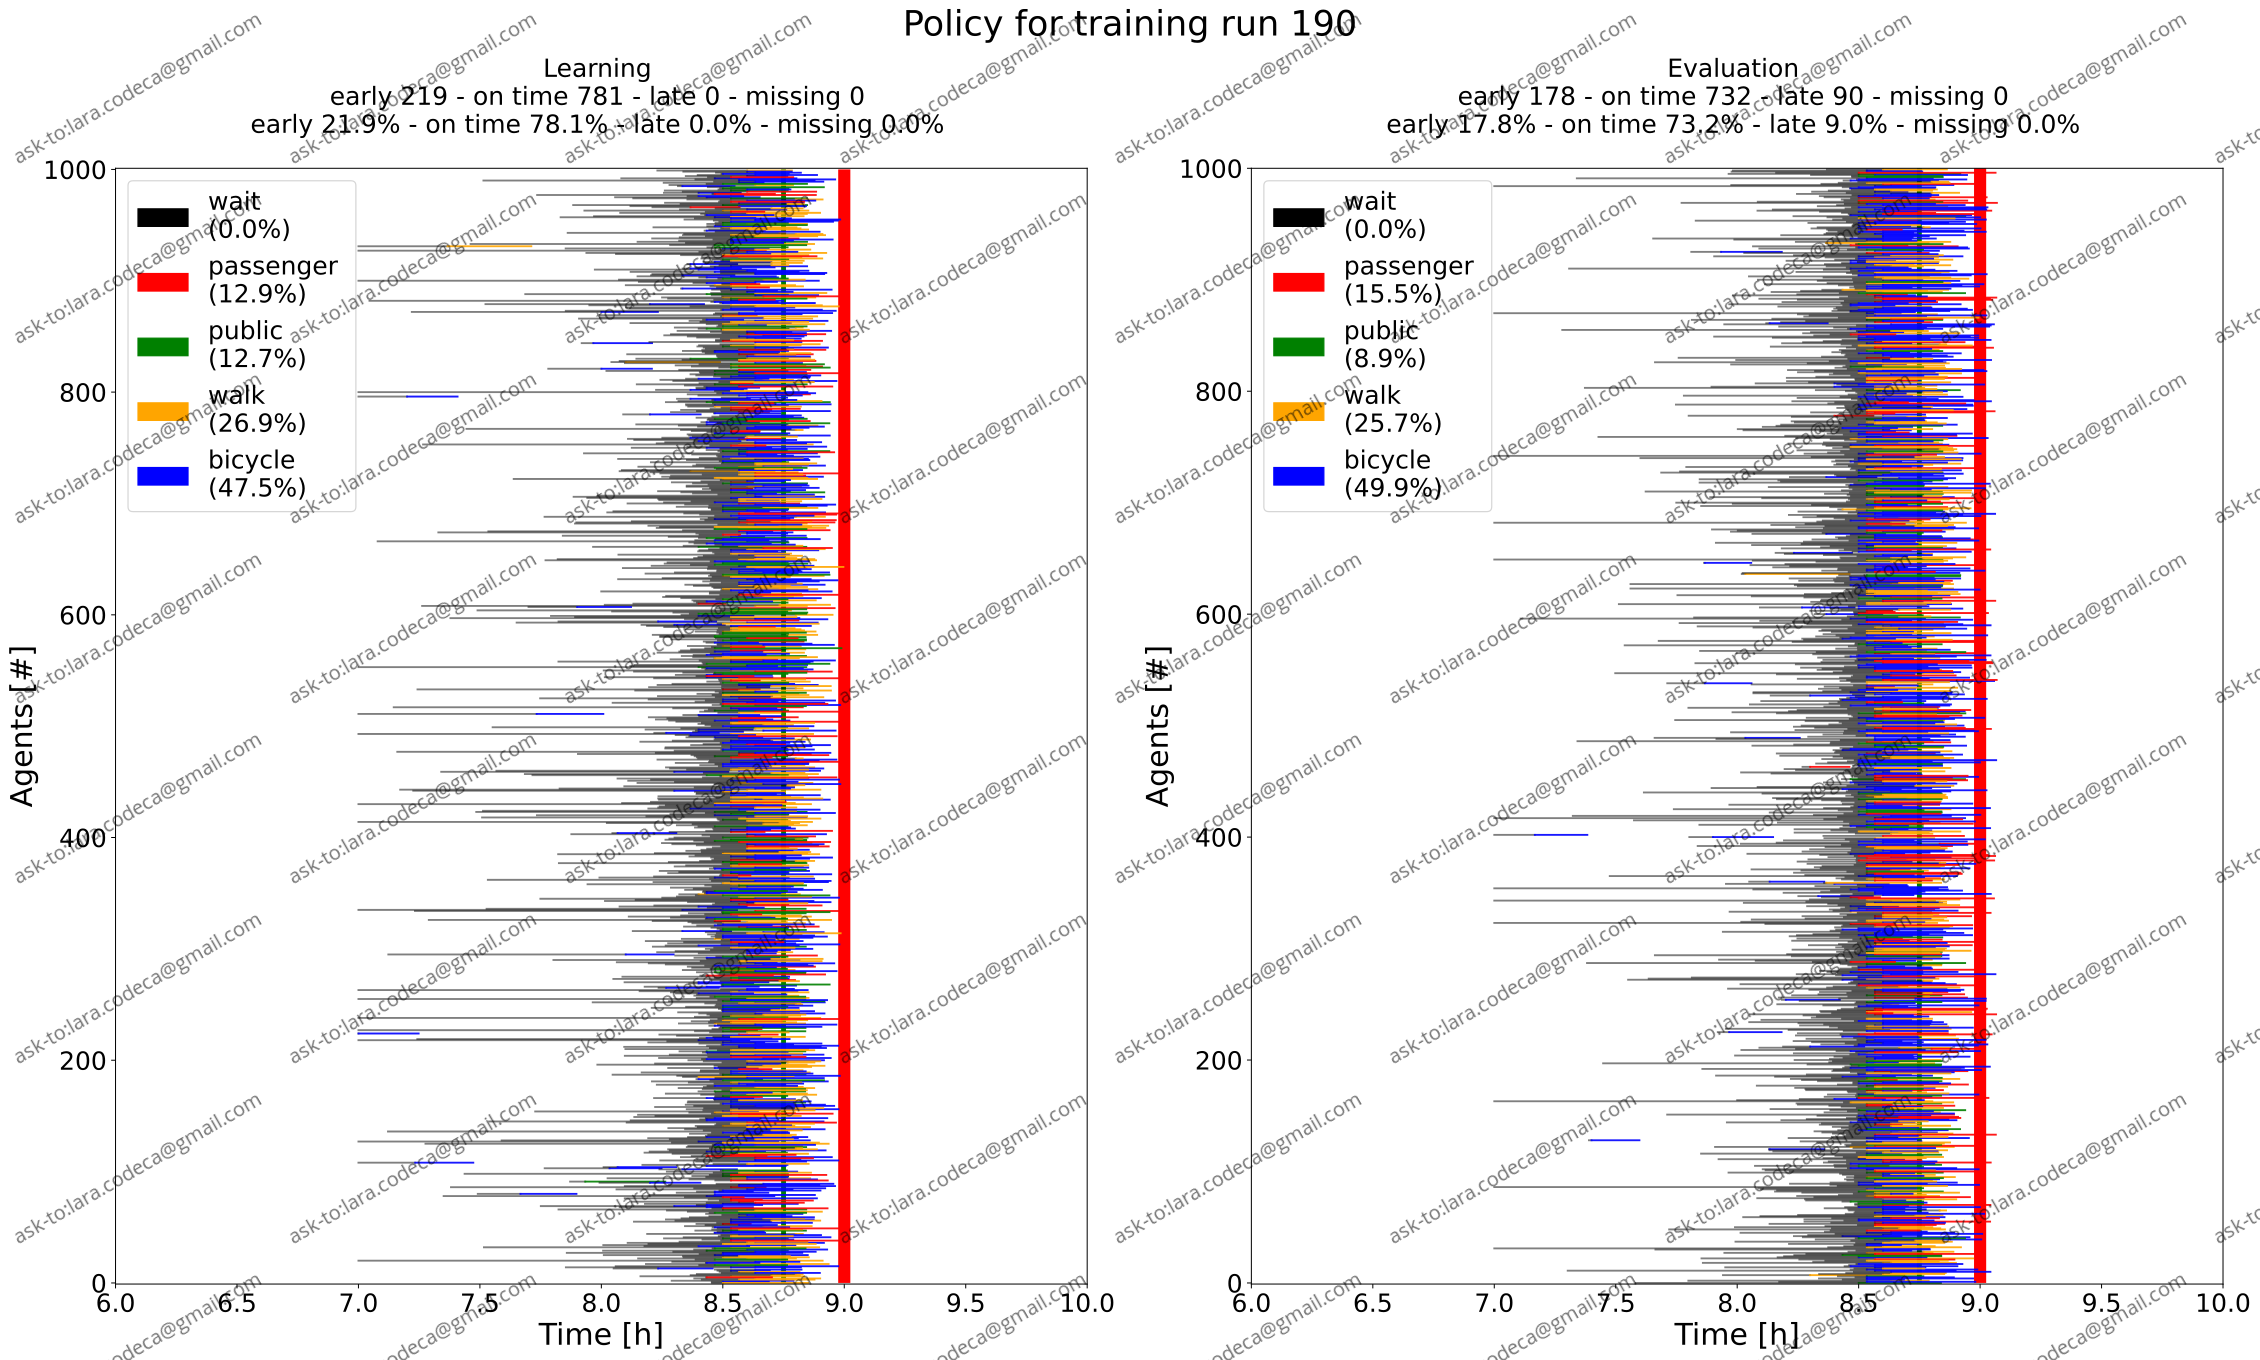 Policy for training run 190
Learning
early 219 - on time 781 - late 0 - missing 0
early 21.9% - on time 78.1% - late 0.0% - missing 0.0%
wait
(0.0%)
passenger
(12.9%)
public
(12.7%)
walk
(26.9%)
bicycle
(47.5%)
Agents [#]
1000
800
600
400
200
0
6.0 6.5 7.0 7.5 8.0 8.5 9.0 9.5 10.0
Time [h]
Evaluation
early 178 - on time 732 - late 90 - missing 0
early 17.8% - on time 73.2% - late 9.0% - missing 0.0%
wait
(0.0%)
passenger
(15.5%)
public
(8.9%)
walk
(25.7%)
bicycle
(49.9%)
Agents [#]
1000
800
600
400
200
0
6.0 6.5 7.0 7.5 8.0 8.5 9.0 9.5 10.0
Time [h]
ask-to:lara.codeca@gmail.com